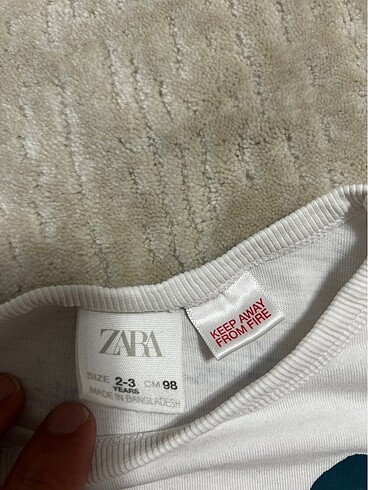 ZARA
SIZE 2-3 YEARS CM 98
MADE IN BANGLADESH
KEEP AWAY
FROM FIRE